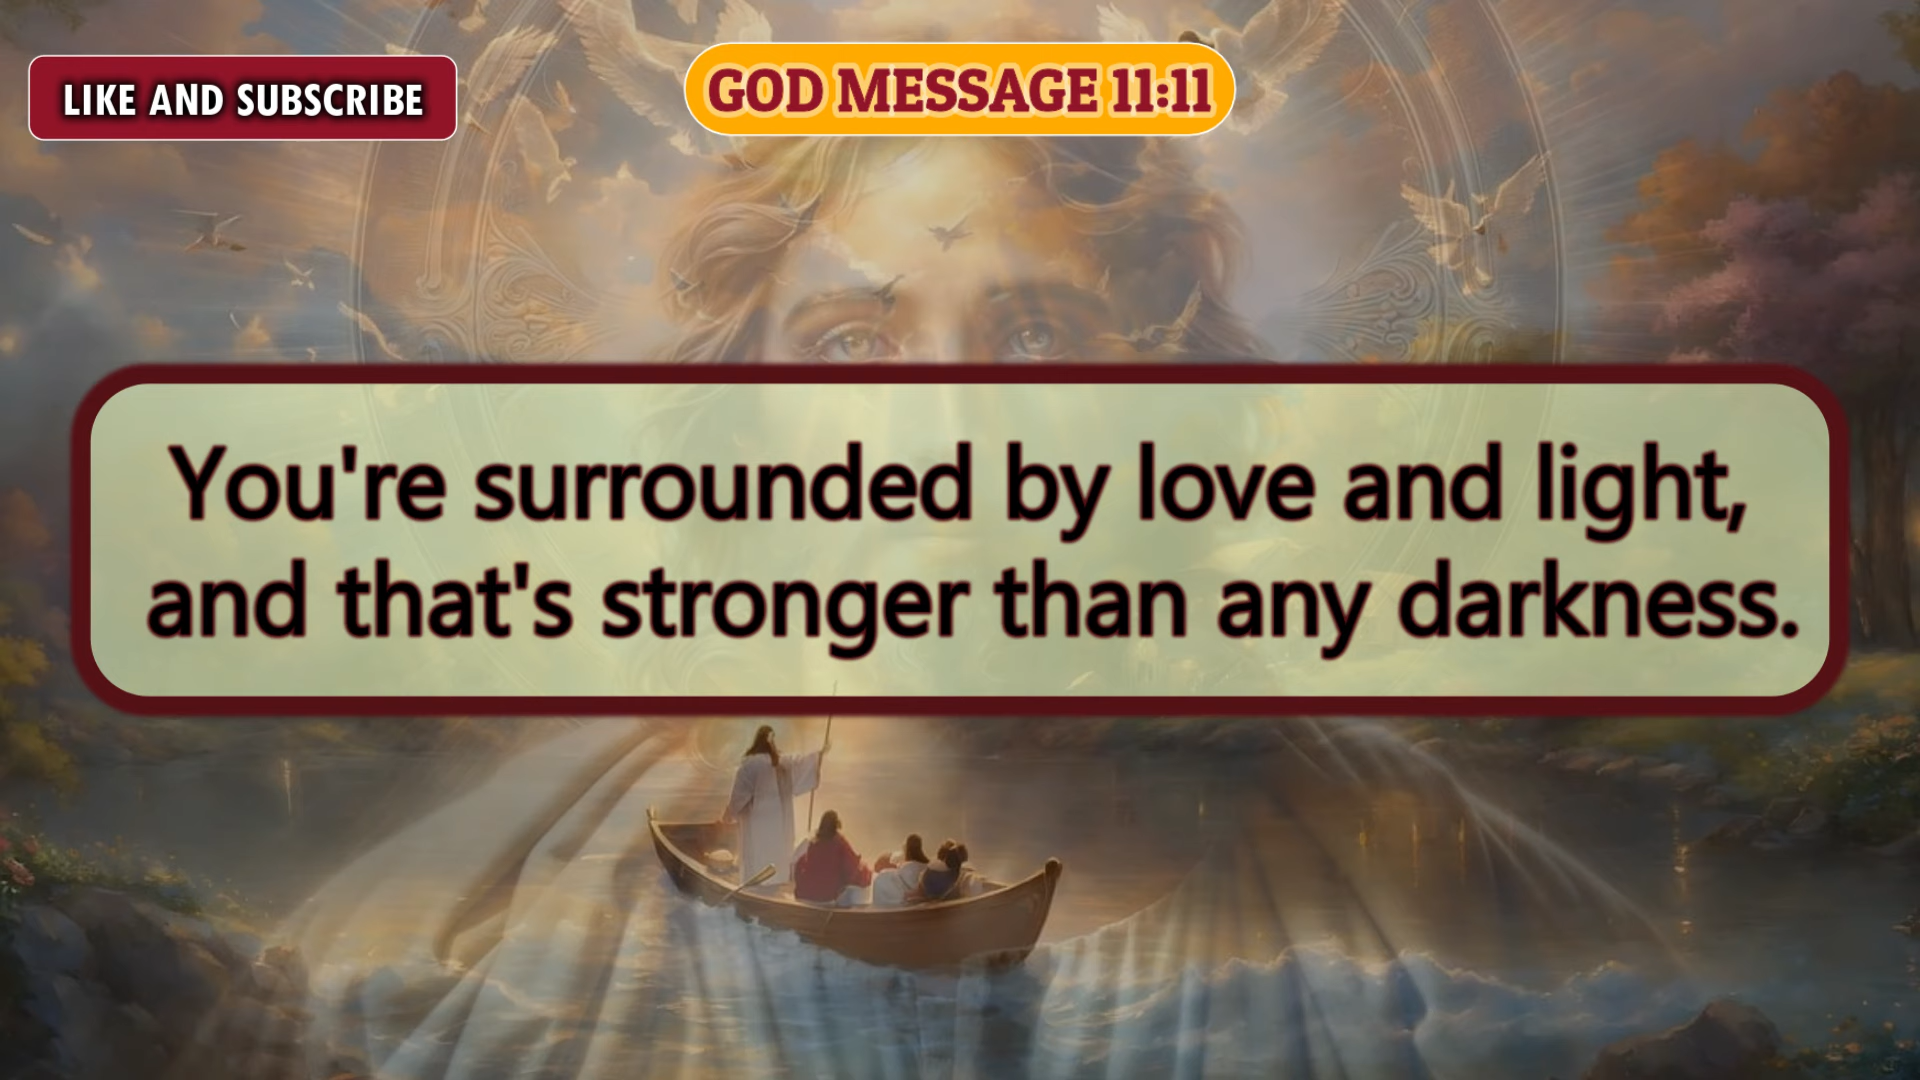 LIKE AND SUBSCRIBE
GOD MESSAGE 11:11
You're surrounded by love and light,
and that's stronger than any darkness.